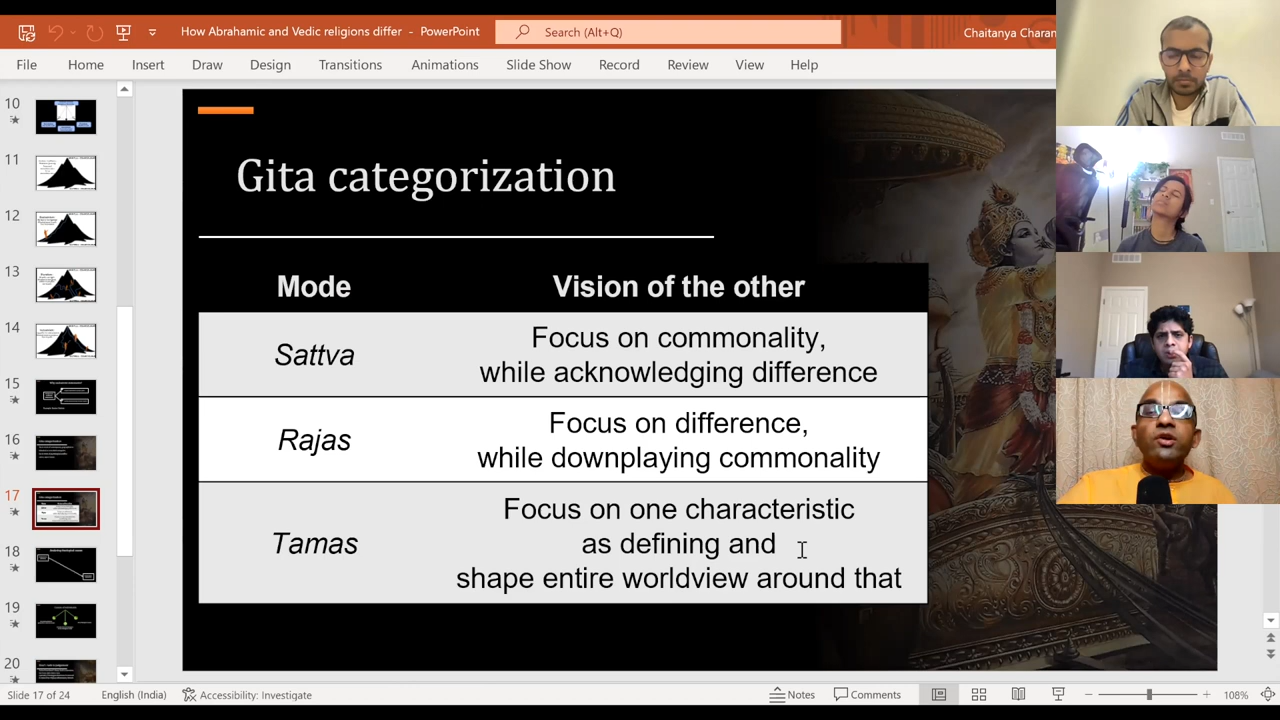 How Abrahamic and Vedic religions differ - PowerPoint
Search (Alt+Q)
Chaitanya Charan
File Home Insert Draw Design Transitions Animations Slide Show Record Review View Help
10
11
12
13
14
15
16
17
18
19
20
Gita categorization
Mode Vision of the other
Sattva
Focus on commonality,
while acknowledging difference
Rajas
Focus on difference,
while downplaying commonality
Tamas
Focus on one characteristic
as defining and
shape entire worldview around that
Slide 17 of 24 English (India) Accessibility: Investigate Notes Comments 108%